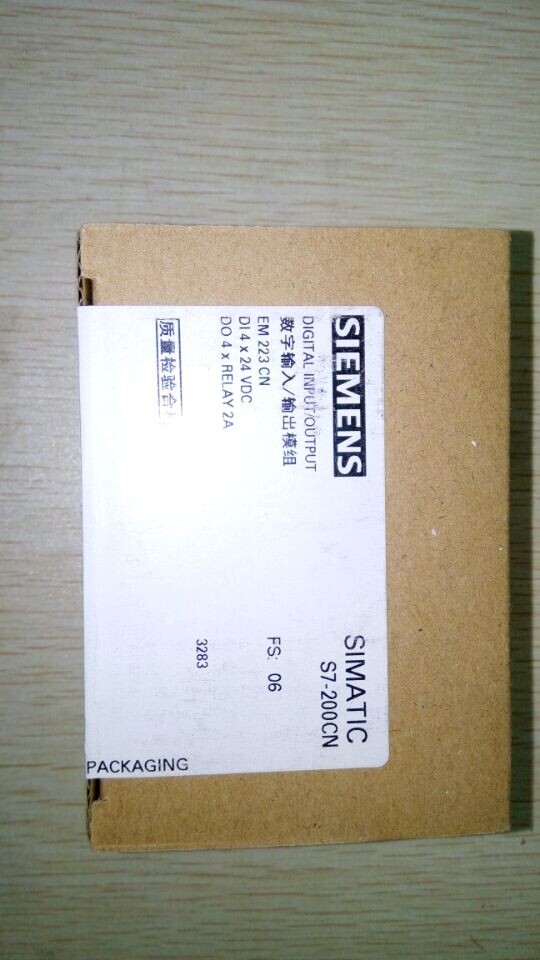 SIEMENS
SIMATIC
S7-200CN
DIGITAL INPUT/OUTPUT
数字输入/输出模组
EM 223 CN
FS: 06
DI 4 x 24 VDC
DO 4 x RELAY 2A
3283
质量检验合
PACKAGING